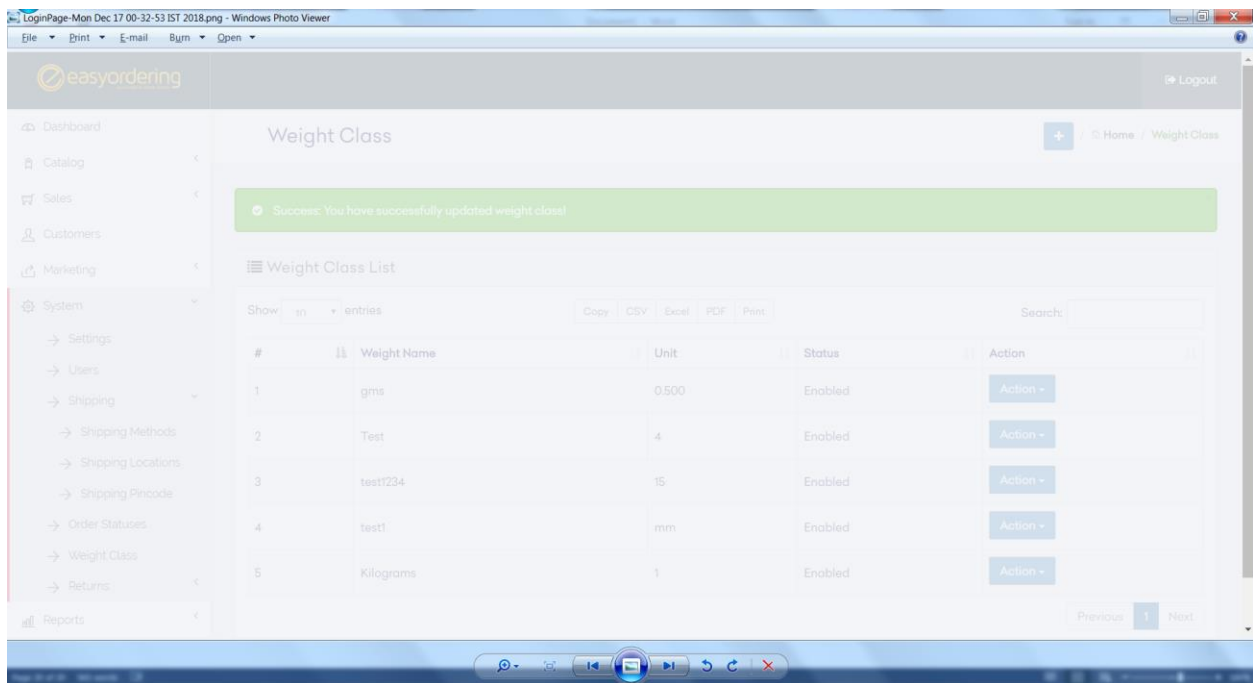 LoginPage-Mon Dec 17 00-32-53 IST 2018.png - Windows Photo Viewer
File Print E-mail Burn Open
easyordering
Logout
Dashboard
Catalog
Sales
Customers
Marketing
System
Settings
Users
Shipping
Shipping Methods
Shipping Locations
Shipping Pincode
Order Statuses
Weight Class
Returns
Reports
Weight Class
+ / Home / Weight Class
Success: You have successfully updated weight class!
Weight Class List
Show 10 entries Copy CSV Excel PDF Print Search:
# Weight Name Unit Status Action
1 gms 0.500 Enabled Action
2 Test 4 Enabled Action
3 test1234 15 Enabled Action
4 test1 mm Enabled Action
5 Kilograms 1 Enabled Action
Previous 1 Next